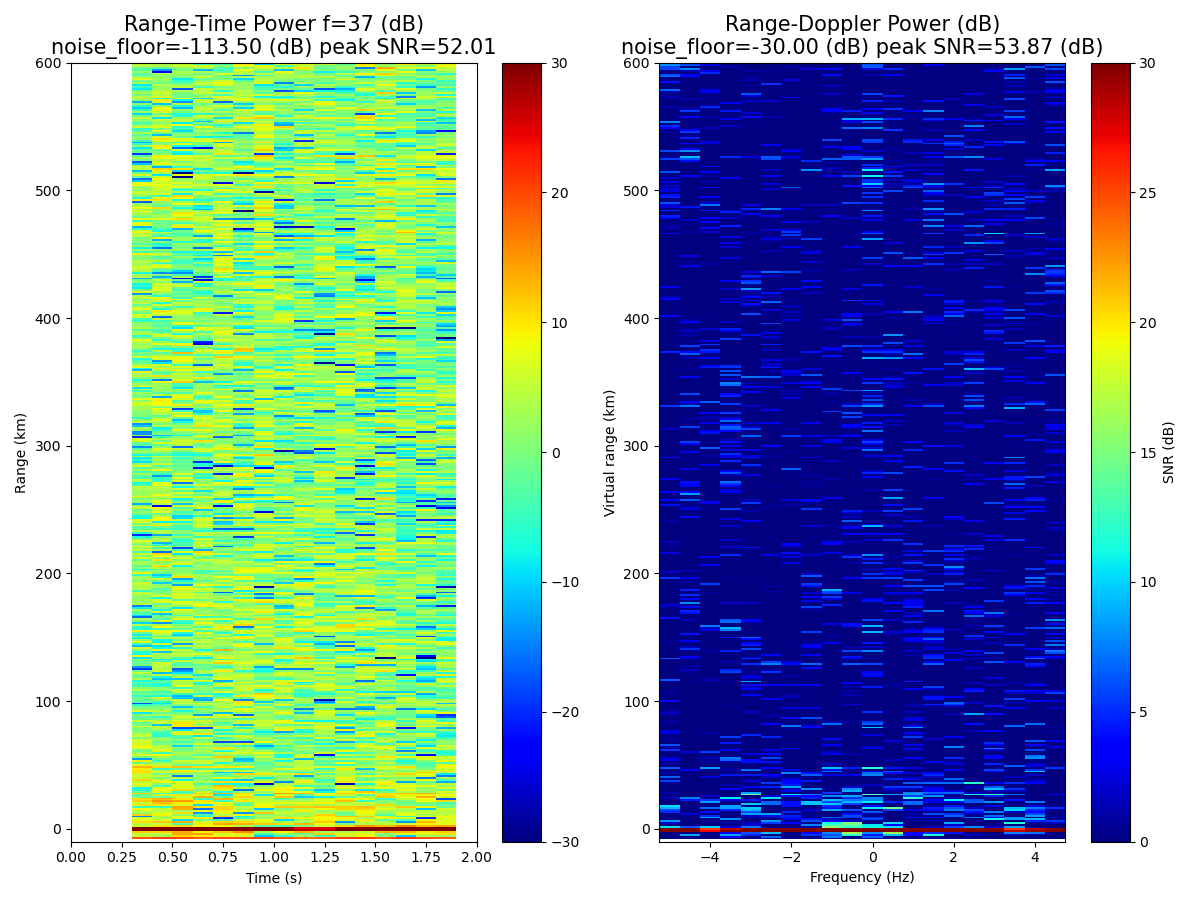 Range-Time Power f=37 (dB)
noise_floor=-113.50 (dB) peak SNR=52.01
Range-Doppler Power (dB)
noise_floor=-30.00 (dB) peak SNR=53.87 (dB)
600
500
400
300
200
100
0
Range (km)
0.00 0.25 0.50 0.75 1.00 1.25 1.50 1.75 2.00
Time (s)
30
20
10
0
−10
−20
−30
600
500
400
300
200
100
0
Virtual range (km)
−4 −2 0 2 4
Frequency (Hz)
30
25
20
15
10
5
0
SNR (dB)